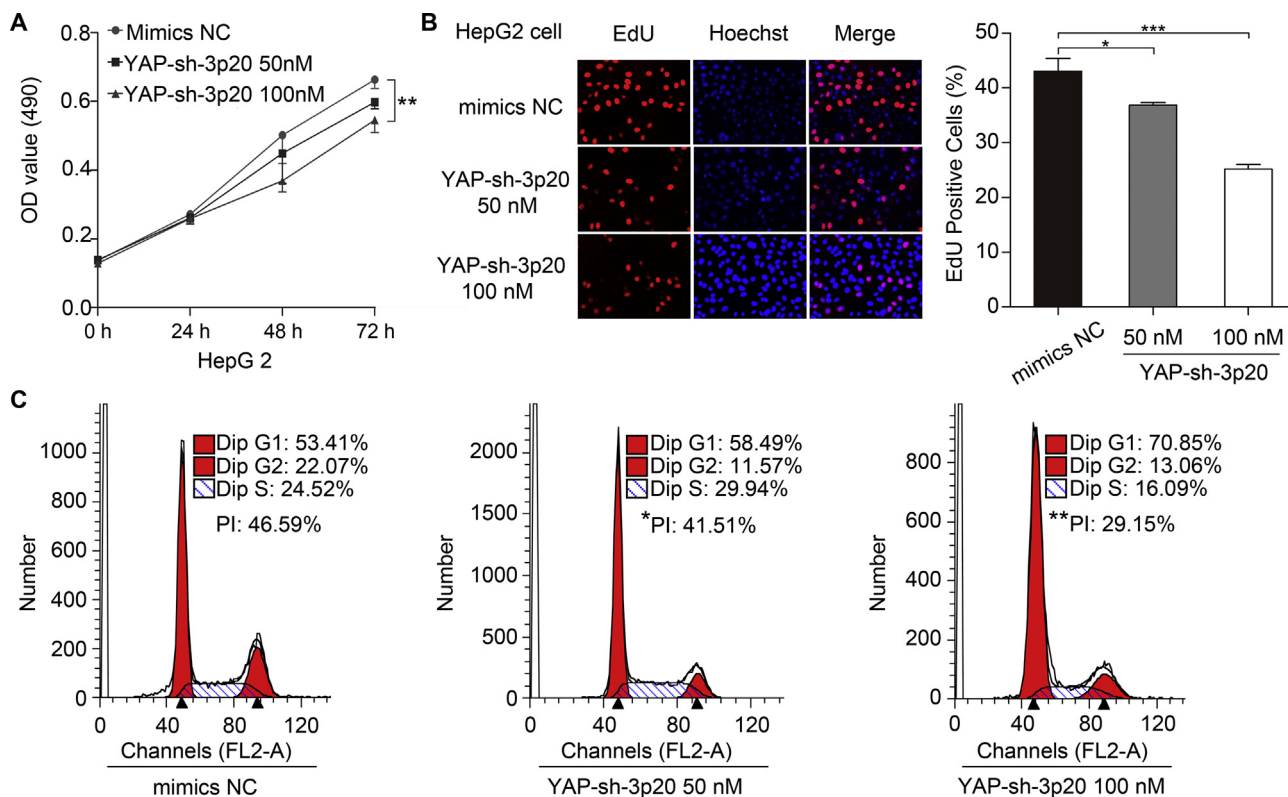 A
0.8
0.6
0.4
0.2
0.0
OD value (490)
Mimics NC
YAP-sh-3p20 50nM
YAP-sh-3p20 100nM
**
0 h
24 h
48 h
72 h
HepG 2
B
HepG2 cell
EdU
Hoechst
Merge
mimics NC
YAP-sh-3p20
50 nM
YAP-sh-3p20
100 nM
EdU Positive Cells (%)
50
40
30
20
10
0
***
*
mimics NC
50 nM
100 nM
YAP-sh-3p20
C
Number
1000
800
600
400
200
0
Dip G1: 53.41%
Dip G2: 22.07%
Dip S: 24.52%
PI: 46.59%
0
40
80
120
Channels (FL2-A)
mimics NC
Number
2000
1500
1000
500
0
Dip G1: 58.49%
Dip G2: 11.57%
Dip S: 29.94%
*PI: 41.51%
0
40
80
120
Channels (FL2-A)
YAP-sh-3p20 50 nM
Number
800
600
400
200
0
Dip G1: 70.85%
Dip G2: 13.06%
Dip S: 16.09%
**PI: 29.15%
0
40
80
120
Channels (FL2-A)
YAP-sh-3p20 100 nM